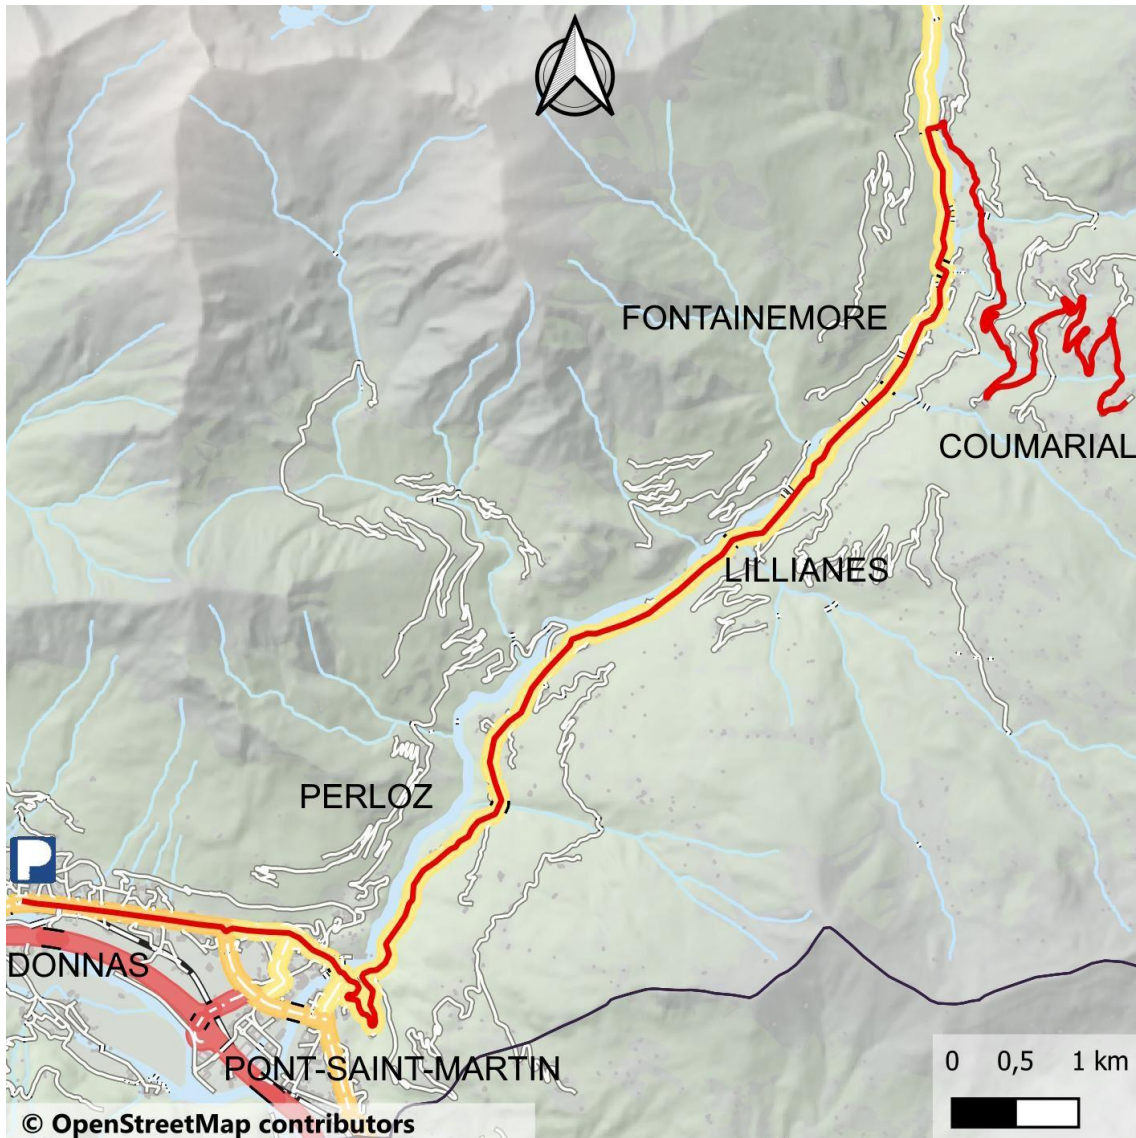 FONTAINEMORE
COUMARIAL
LILLIANES
PERLOZ
P
DONNAS
PONT-SAINT-MARTIN
0 0,5 1 km
© OpenStreetMap contributors